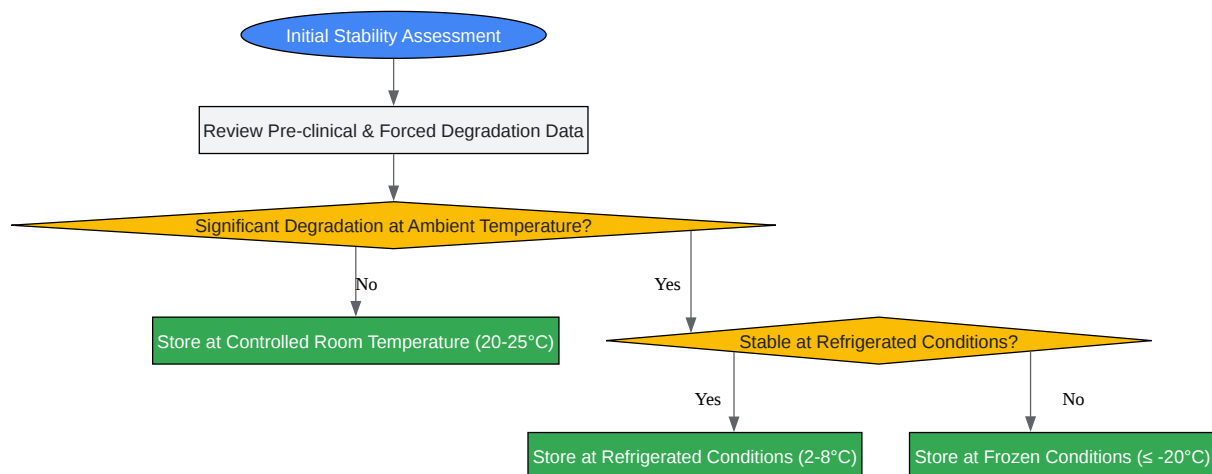 Initial Stability Assessment
Review Pre-clinical & Forced Degradation Data
Significant Degradation at Ambient Temperature?
No
Yes
Store at Controlled Room Temperature (20-25°C)
Stable at Refrigerated Conditions?
Yes
No
Store at Refrigerated Conditions (2-8°C)
Store at Frozen Conditions (≤ -20°C)